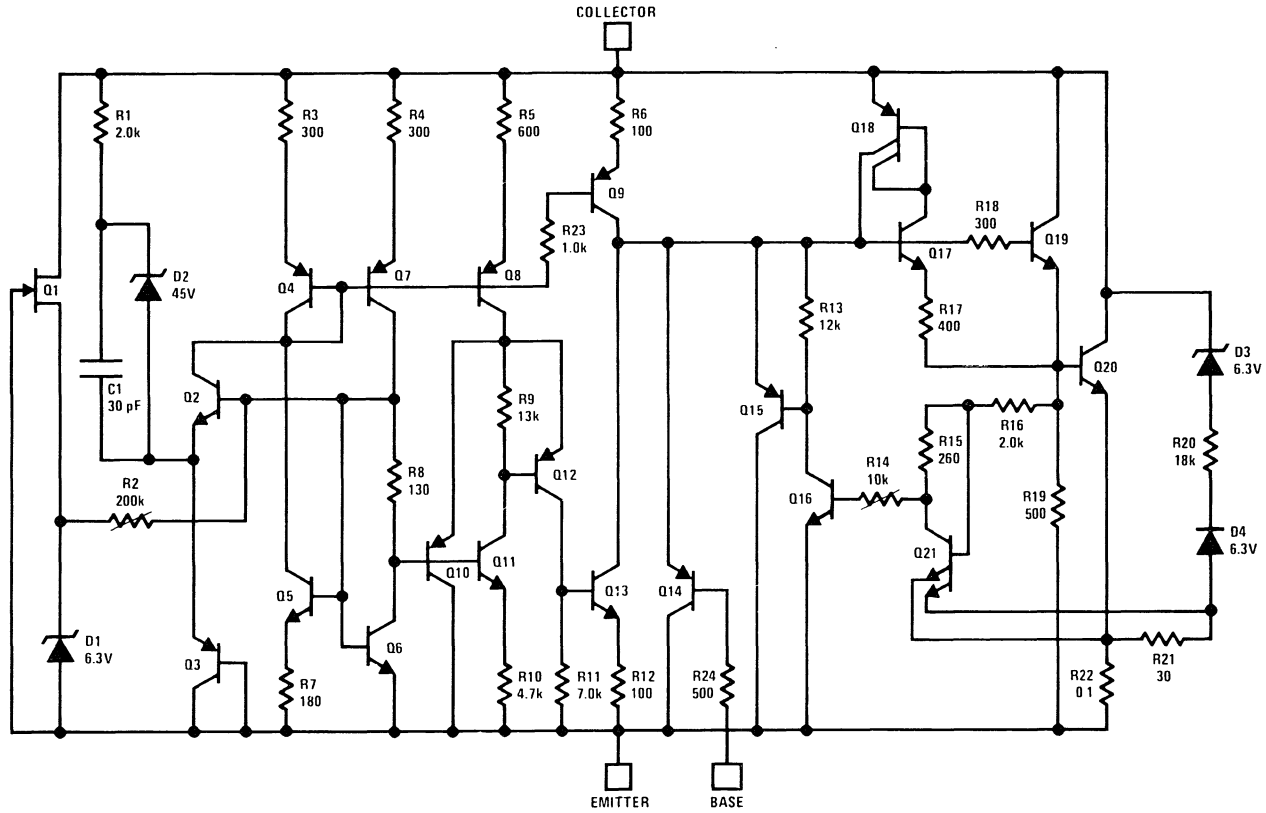 COLLECTOR
R1
2.0k
R3
300
R4
300
R5
600
R6
100
Q18
Q9
R18
300
R23
1.0k
Q17
Q19
Q1
D2
45V
Q4
Q7
Q8
R13
12k
R17
400
C1
30 pF
Q2
R9
13k
Q15
Q20
D3
6.3V
R2
200k
R8
130
Q12
R14
10k
R15
260
R16
2.0k
R20
18k
Q16
R19
500
Q21
D4
6.3V
Q5
Q10
Q11
Q13
Q14
D1
6.3V
Q3
Q6
R7
180
R10
4.7k
R11
7.0k
R12
100
R24
500
R22
0 1
R21
30
EMITTER
BASE